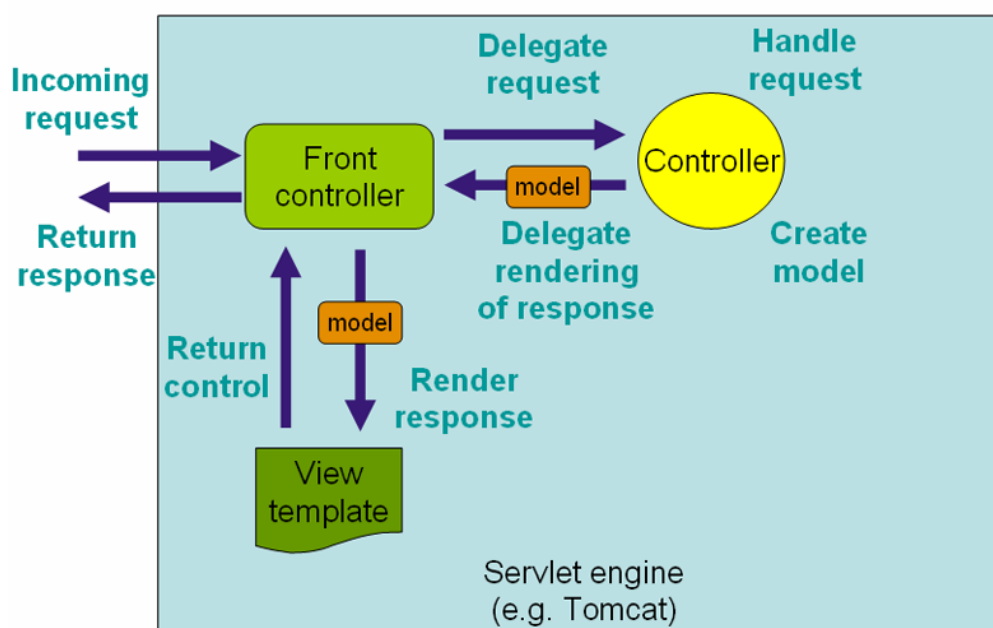 Incoming
request
Delegate
request
Handle
request
Front
controller
model
Controller
Return
response
Delegate
rendering
of response
Create
model
model
Return
control
Render
response
View
template
Servlet engine
(e.g. Tomcat)